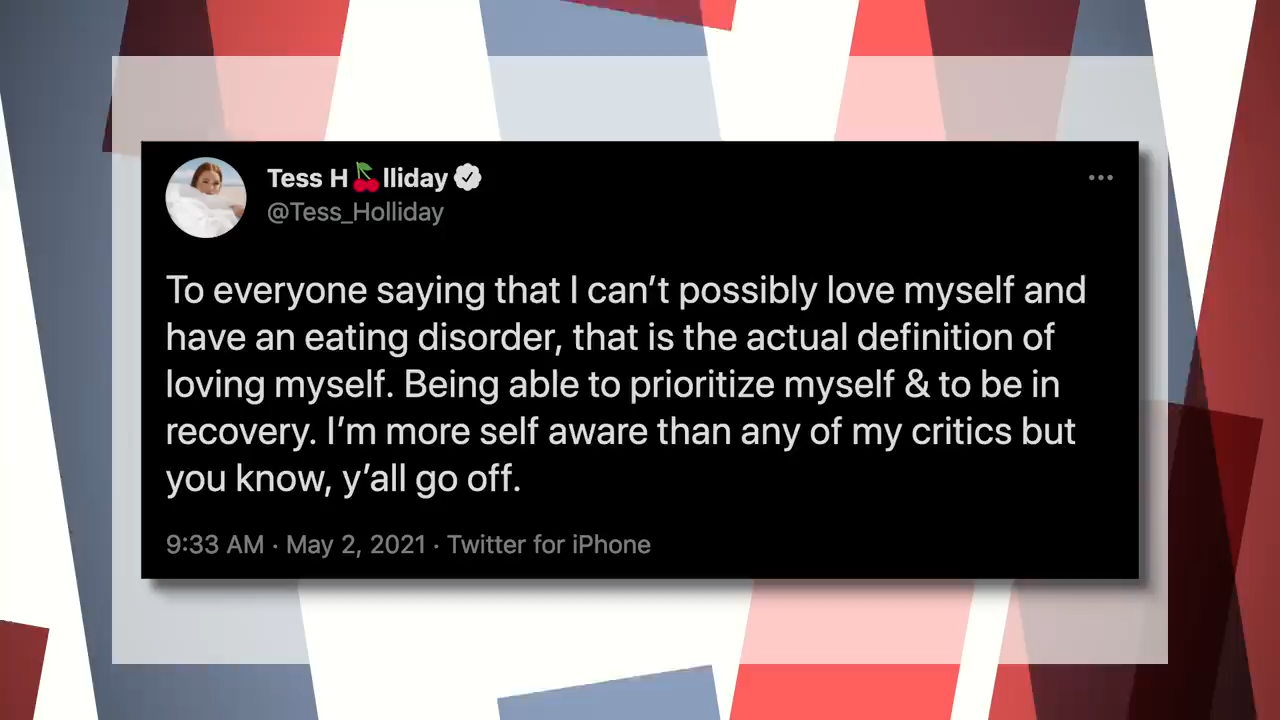 Tess H🍒lliday
@Tess_Holliday
To everyone saying that I can’t possibly love myself and
have an eating disorder, that is the actual definition of
loving myself. Being able to prioritize myself & to be in
recovery. I’m more self aware than any of my critics but
you know, y’all go off.
9:33 AM · May 2, 2021 · Twitter for iPhone